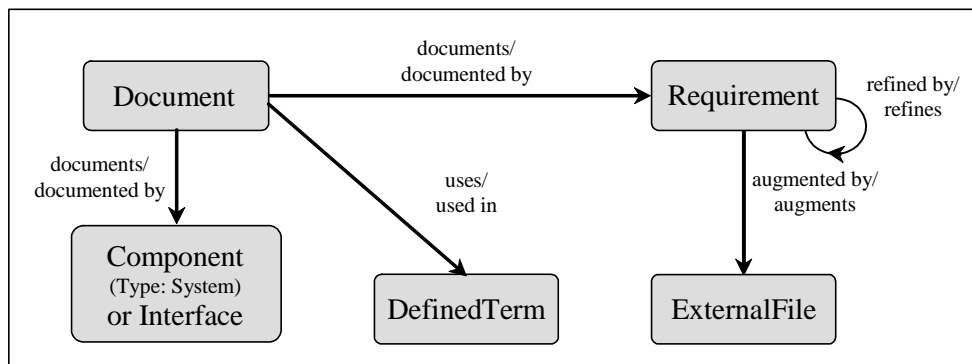 documents/
documented by
Document
Requirement
refined by/
refines
documents/
documented by
uses/
used in
augmented by/
augments
Component
(Type: System)
or Interface
DefinedTerm
ExternalFile